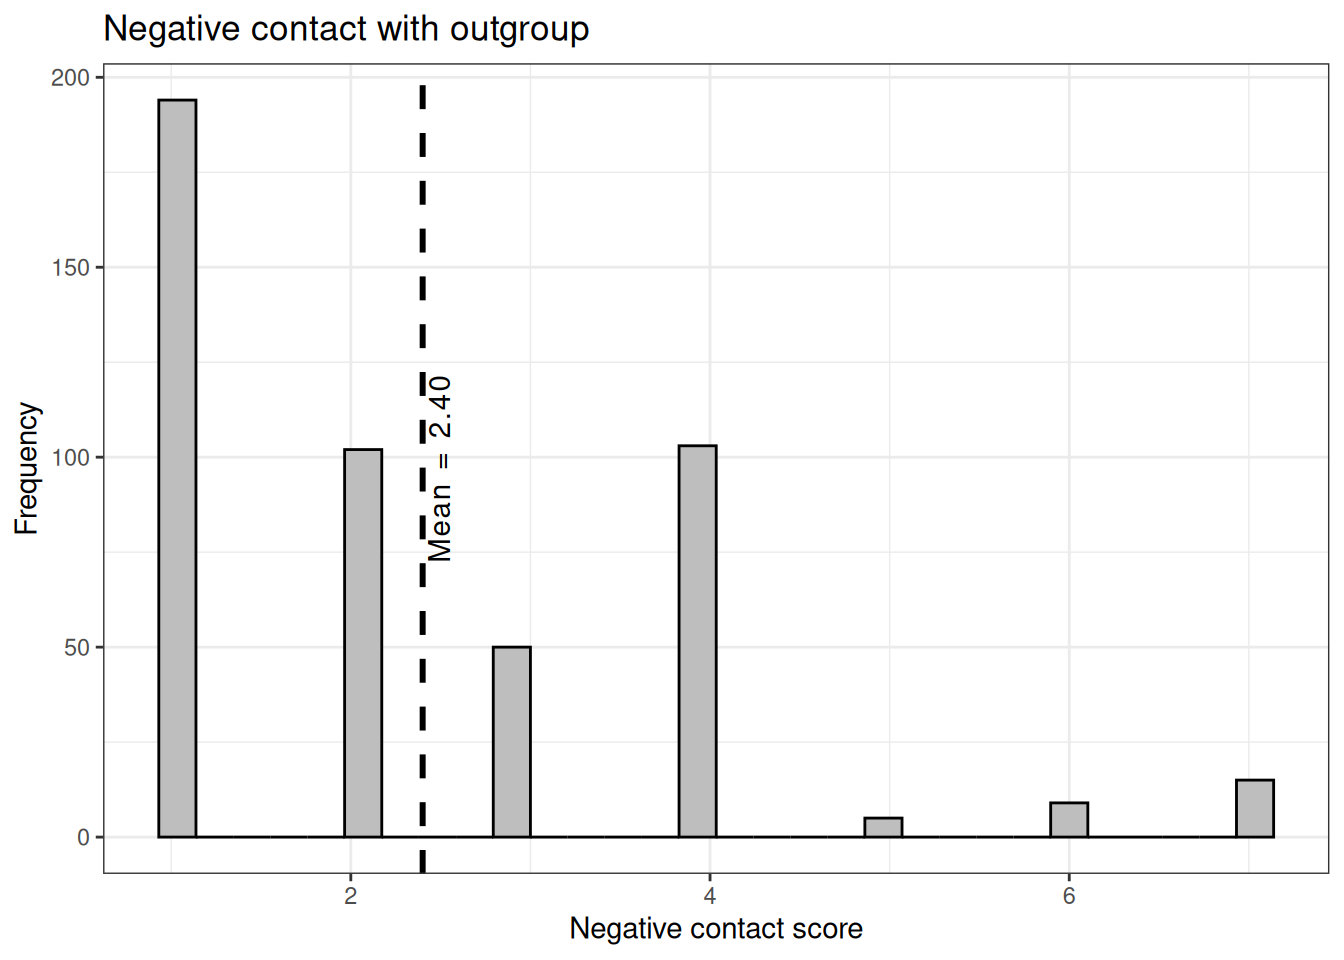 Negative contact with outgroup
200
150
100
50
0
Frequency
Mean = 2.40
2
4
6
Negative contact score